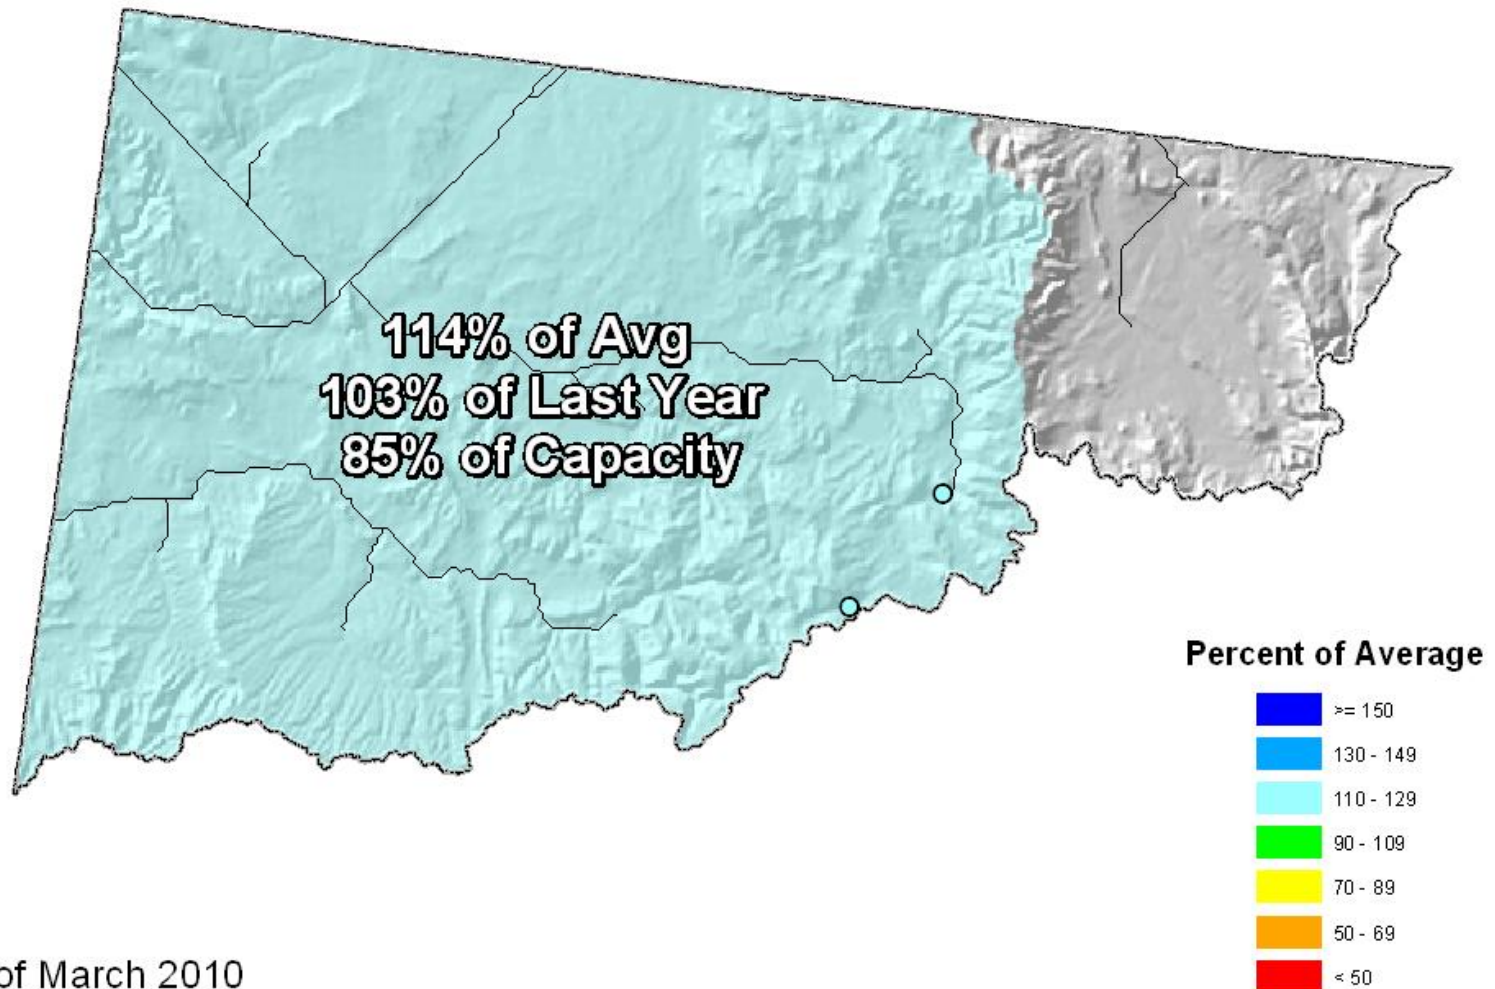 114% of Avg
103% of Last Year
85% of Capacity
Percent of Average
>= 150
130 - 149
110 - 129
90 - 109
70 - 89
50 - 69
< 50
of March 2010